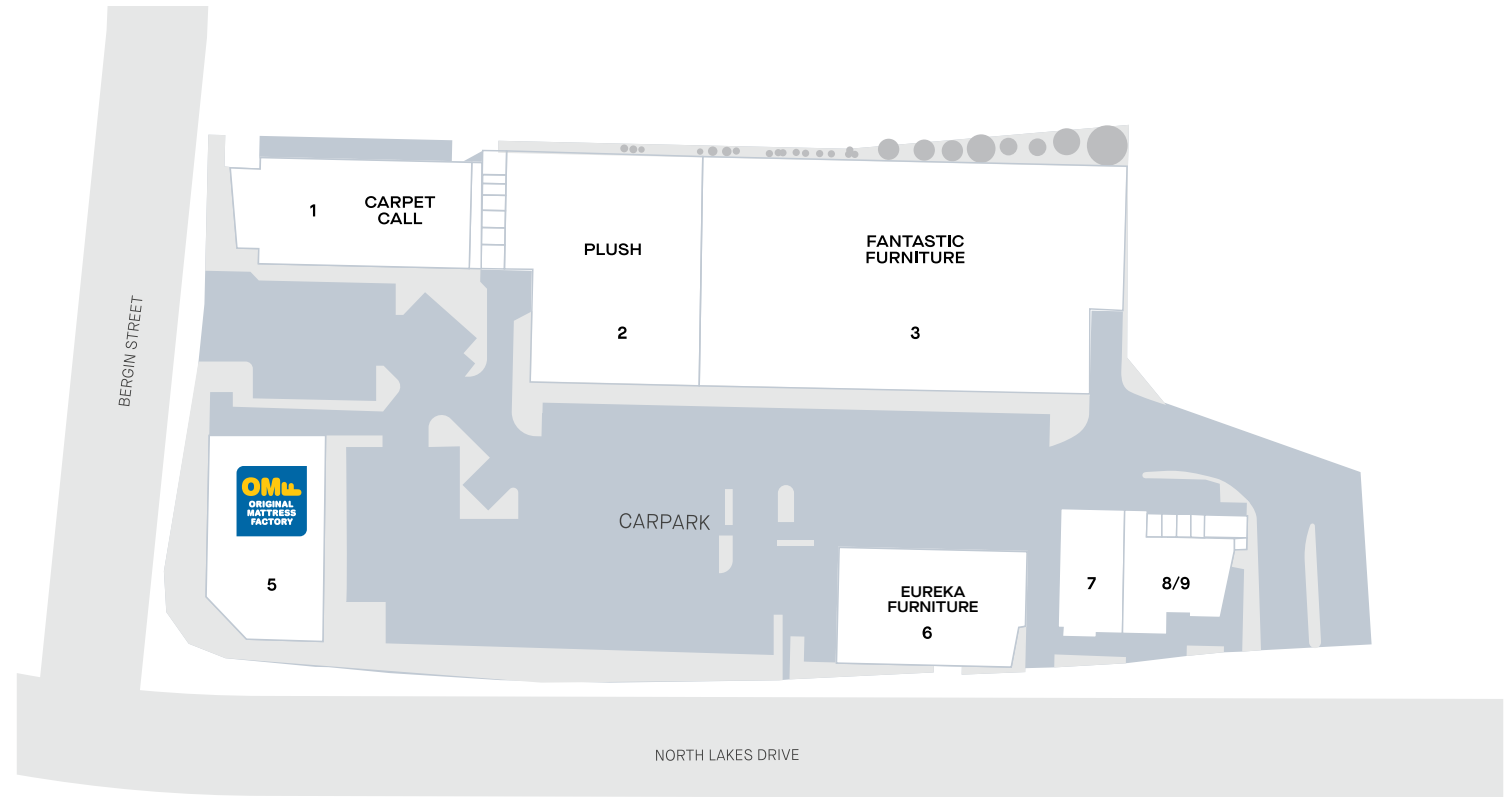 1
CARPET
CALL
PLUSH
2
FANTASTIC
FURNITURE
3
BERGIN STREET
OMF
ORIGINAL
MATTRESS
FACTORY
5
CARPARK
EUREKA
FURNITURE
6
7
8/9
NORTH LAKES DRIVE